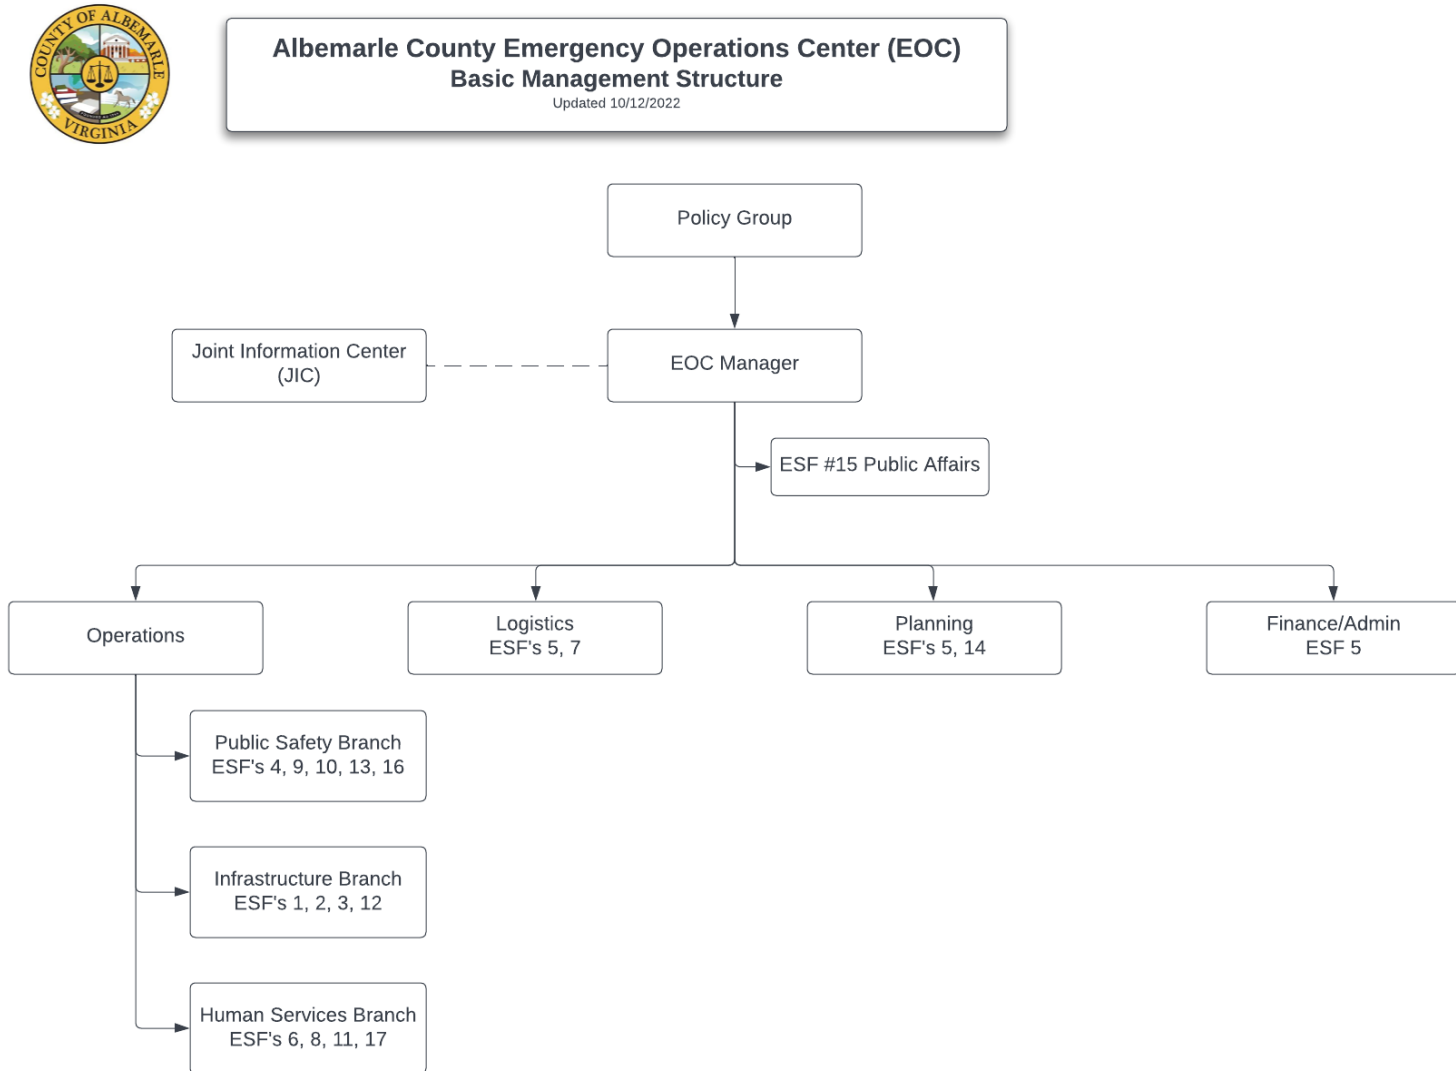 COUNTY OF ALBEMARLE
VIRGINIA
Albemarle County Emergency Operations Center (EOC)
Basic Management Structure
Updated 10/12/2022
Policy Group
Joint Information Center
(JIC)
EOC Manager
ESF #15 Public Affairs
Operations
Logistics
ESF's 5, 7
Planning
ESF's 5, 14
Finance/Admin
ESF 5
Public Safety Branch
ESF's 4, 9, 10, 13, 16
Infrastructure Branch
ESF's 1, 2, 3, 12
Human Services Branch
ESF's 6, 8, 11, 17